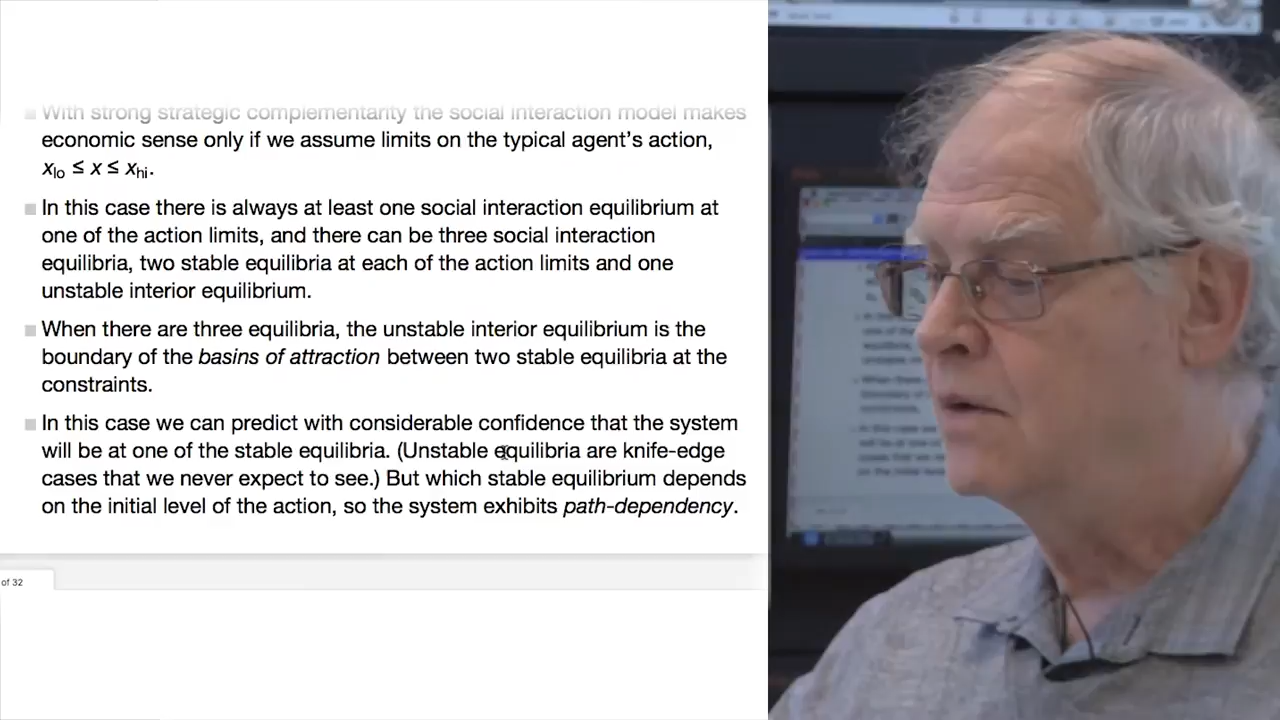 With strong strategic complementarity the social interaction model makes
economic sense only if we assume limits on the typical agent's action,
xlo ≤ x ≤ xhi.
In this case there is always at least one social interaction equilibrium at
one of the action limits, and there can be three social interaction
equilibria, two stable equilibria at each of the action limits and one
unstable interior equilibrium.
When there are three equilibria, the unstable interior equilibrium is the
boundary of the basins of attraction between two stable equilibria at the
constraints.
In this case we can predict with considerable confidence that the system
will be at one of the stable equilibria. (Unstable equilibria are knife-edge
cases that we never expect to see.) But which stable equilibrium depends
on the initial level of the action, so the system exhibits path-dependency.
of 32